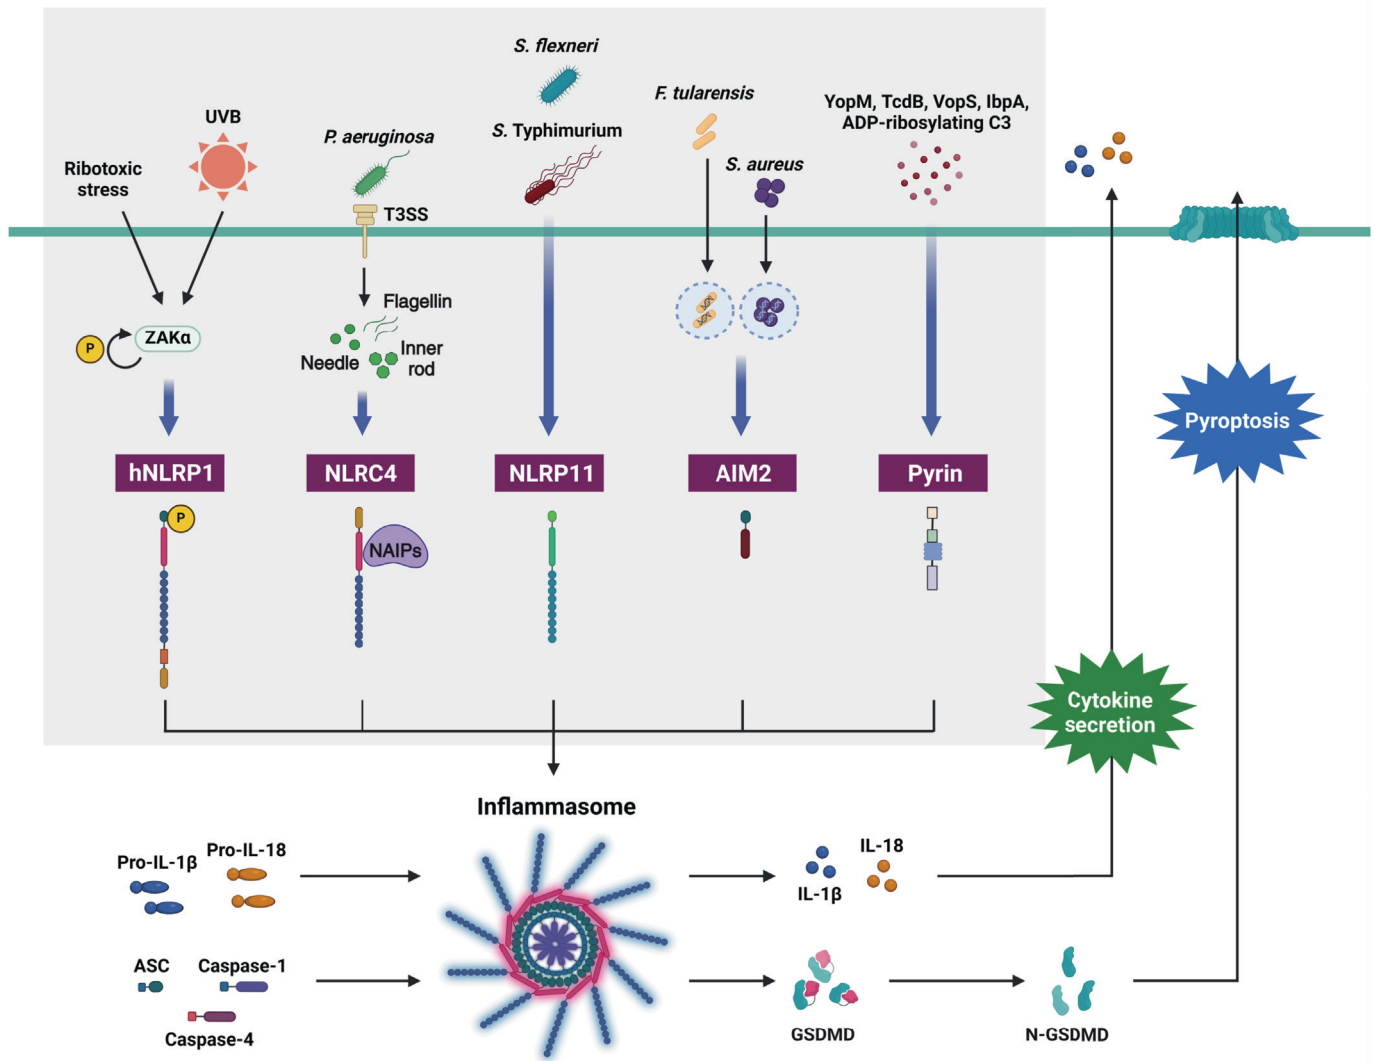 S. flexneri
F. tularensis
YopM, TcdB, VopS, IbpA,
ADP-ribosylating C3
UVB
P. aeruginosa
S. Typhimurium
S. aureus
Ribotoxic
stress
T3SS
Flagellin
ZAKα
P
Needle
Inner
rod
Pyroptosis
hNLRP1
NLRC4
NLRP11
AIM2
Pyrin
P
NAIPs
Cytokine
secretion
Inflammasome
Pro-IL-1β
Pro-IL-18
IL-18
IL-1β
ASC
Caspase-1
Caspase-4
GSDMD
N-GSDMD